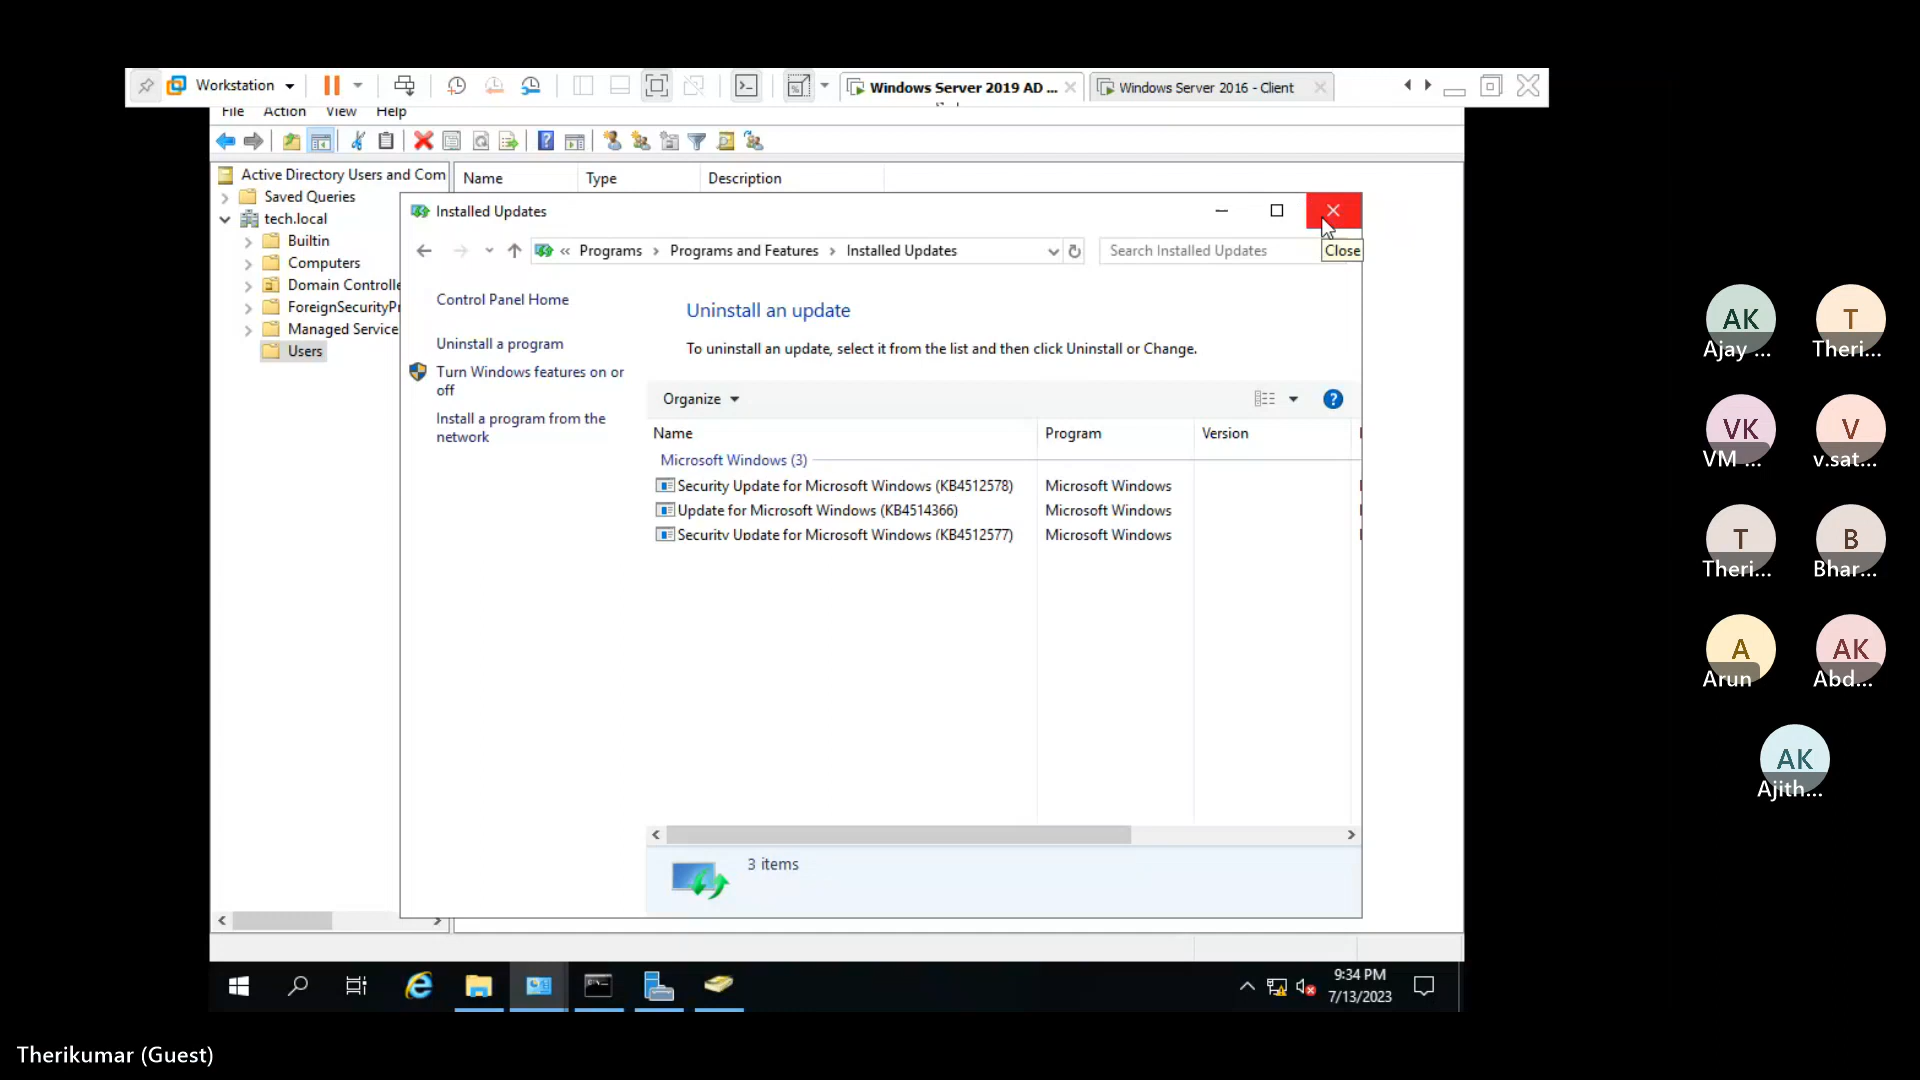 Workstation
Windows Server 2019 AD ...
Windows Server 2016 - Client
File Action View Help
Active Directory Users and Com
Saved Queries
tech.local
Builtin
Computers
Domain Controlle
ForeignSecurityPr
Managed Service
Users
Name Type Description
Installed Updates
« Programs > Programs and Features > Installed Updates
Search Installed Updates
Close
Control Panel Home
Uninstall a program
Turn Windows features on or
off
Install a program from the
network
Uninstall an update
To uninstall an update, select it from the list and then click Uninstall or Change.
Organize
Name Program Version
Microsoft Windows (3)
Security Update for Microsoft Windows (KB4512578) Microsoft Windows
Update for Microsoft Windows (KB4514366) Microsoft Windows
Security Update for Microsoft Windows (KB4512577) Microsoft Windows
3 items
9:34 PM
7/13/2023
AK
Ajay ...
T
Theri...
VK
VM ...
V
v.sat...
T
Theri...
B
Bhar...
A
Arun
AK
Abd...
AK
Ajith...
Therikumar (Guest)